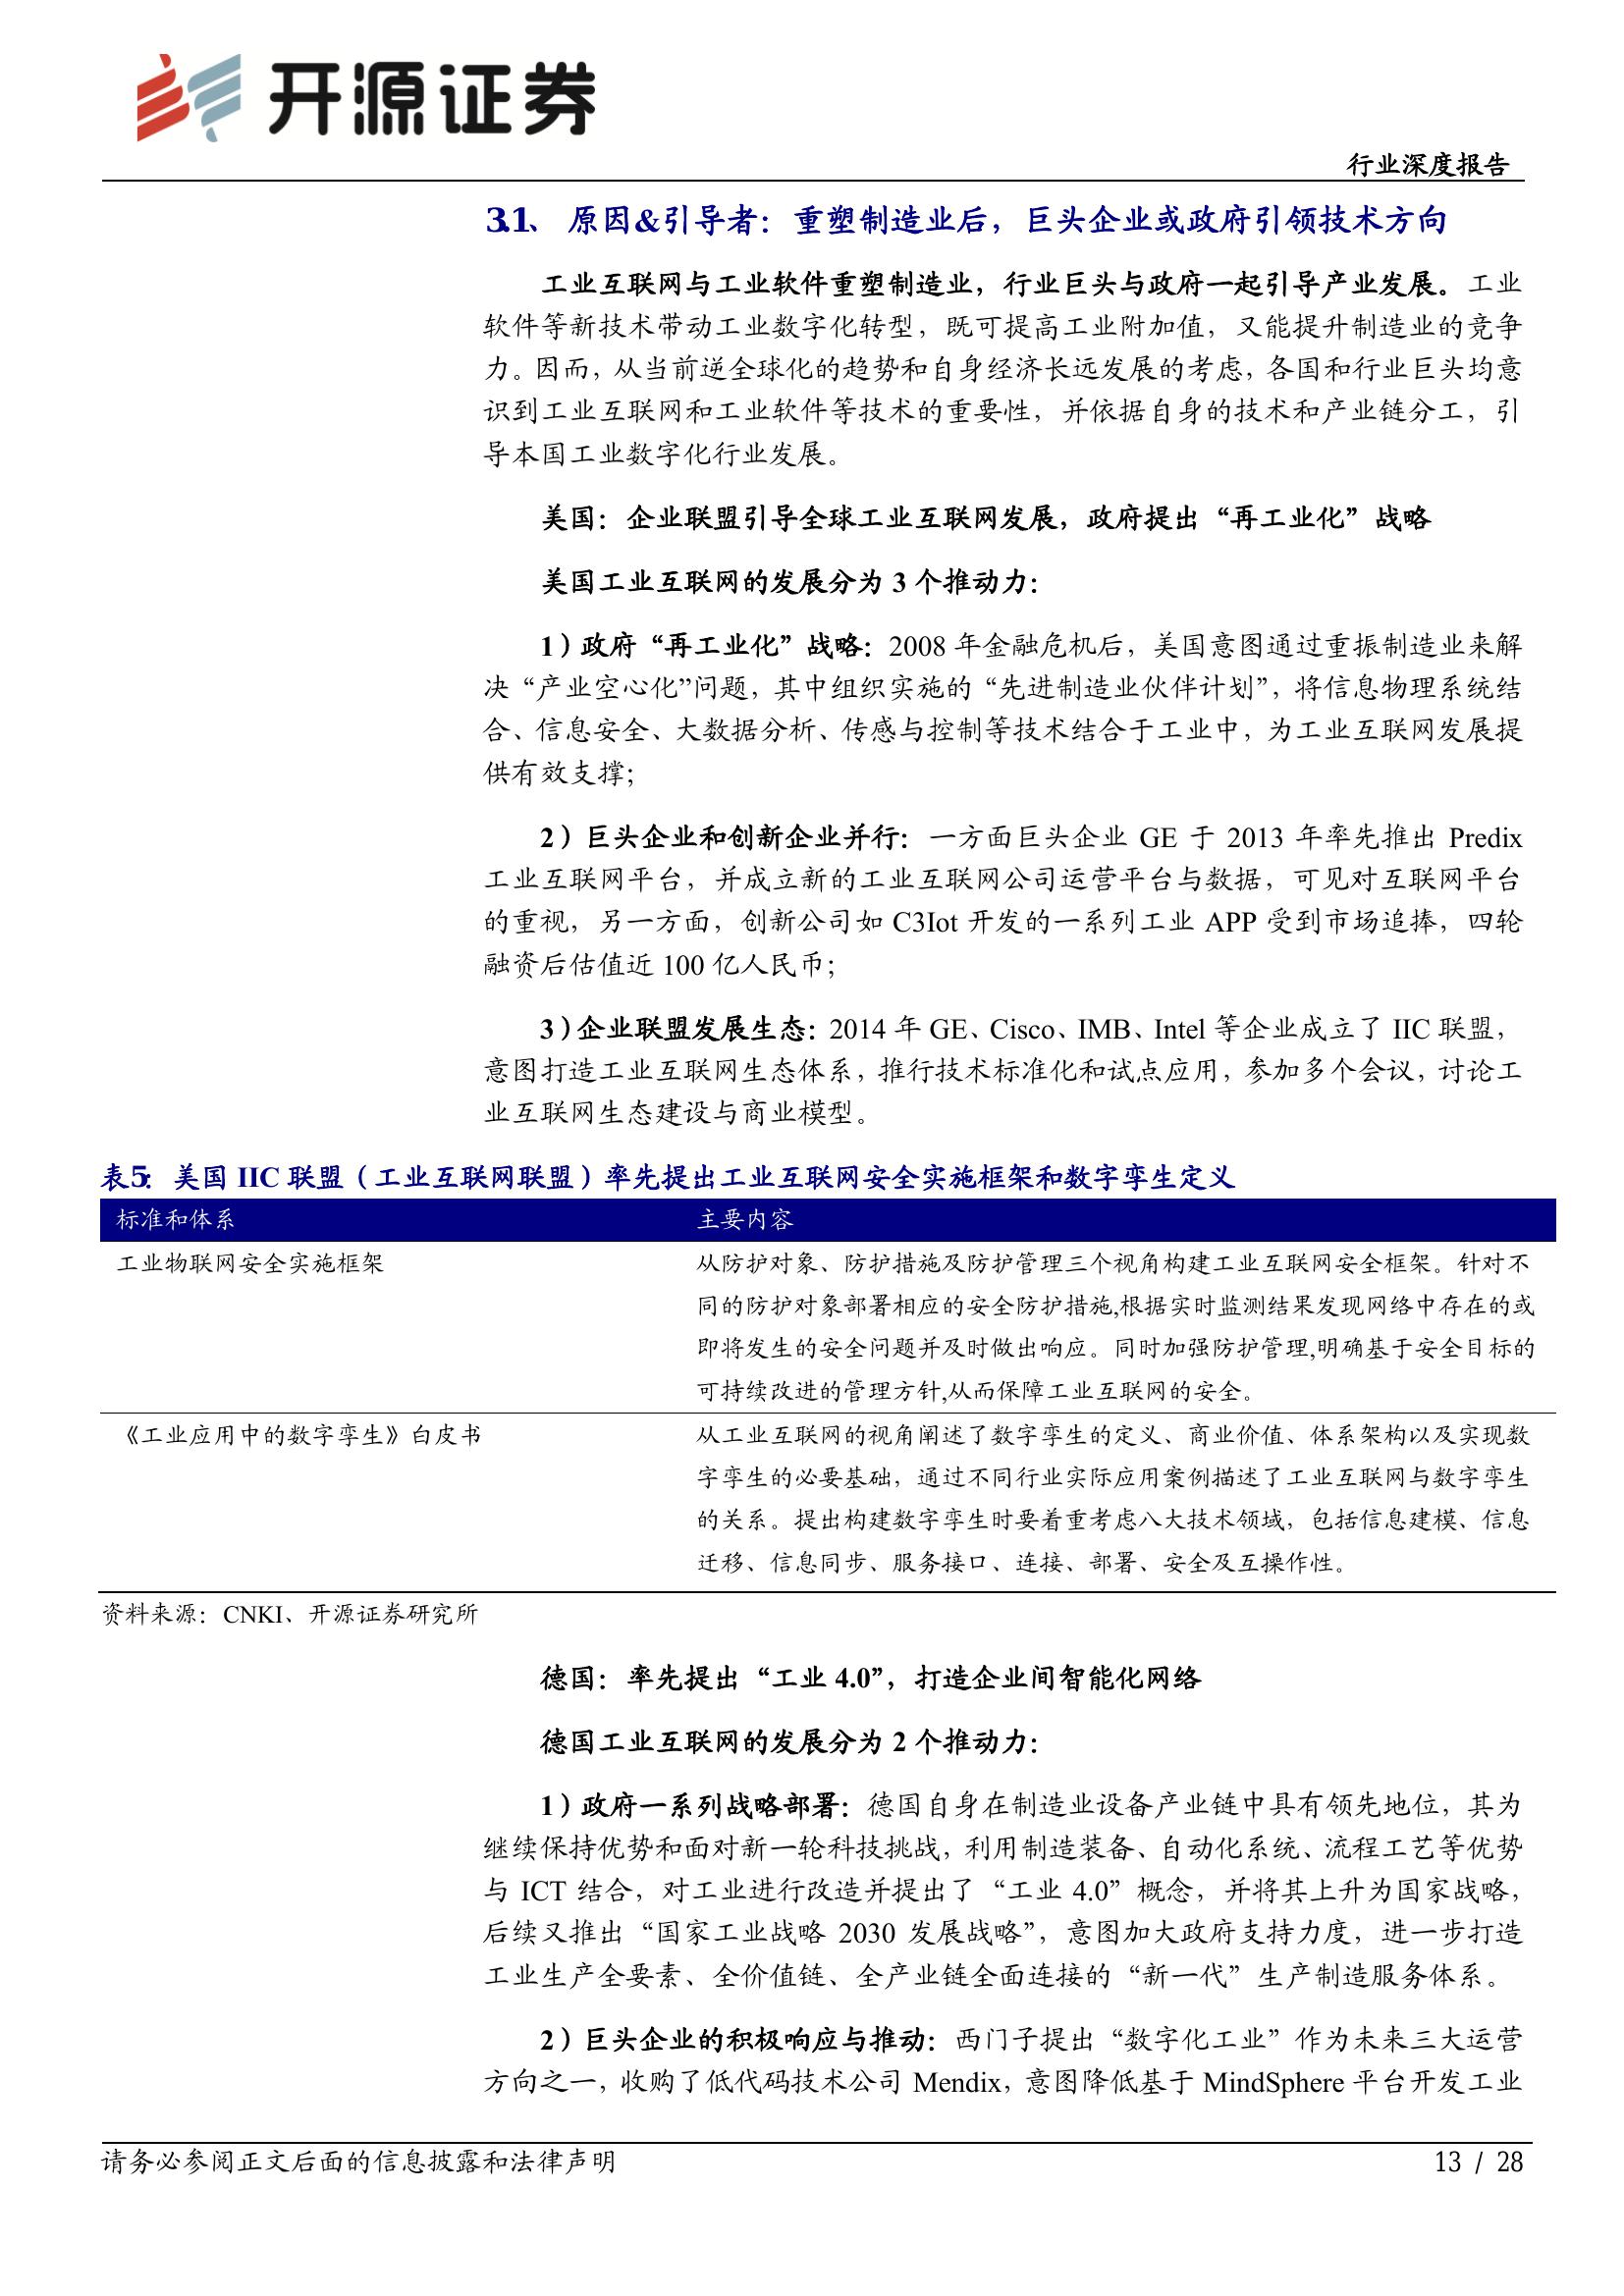 开源证券
行业深度报告
3.1、 原因&引导者：重塑制造业后，巨头企业或政府引领技术方向
工业互联网与工业软件重塑制造业，行业巨头与政府一起引导产业发展。工业
软件等新技术带动工业数字化转型，既可提高工业附加值，又能提升制造业的竞争
力。因而，从当前逆全球化的趋势和自身经济长远发展的考虑，各国和行业巨头均意
识到工业互联网和工业软件等技术的重要性，并依据自身的技术和产业链分工，引
导本国工业数字化行业发展。
美国：企业联盟引导全球工业互联网发展，政府提出“再工业化”战略
美国工业互联网的发展分为 3 个推动力：
1）政府“再工业化”战略：2008 年金融危机后，美国意图通过重振制造业来解
决“产业空心化”问题，其中组织实施的“先进制造业伙伴计划”，将信息物理系统结
合、信息安全、大数据分析、传感与控制等技术结合于工业中，为工业互联网发展提
供有效支撑；
2）巨头企业和创新企业并行：一方面巨头企业 GE 于 2013 年率先推出 Predix
工业互联网平台，并成立新的工业互联网公司运营平台与数据，可见对互联网平台
的重视，另一方面，创新公司如 C3Iot 开发的一系列工业 APP 受到市场追捧，四轮
融资后估值近 100 亿人民币；
3）企业联盟发展生态：2014 年 GE、Cisco、IMB、Intel 等企业成立了 IIC 联盟，
意图打造工业互联网生态体系，推行技术标准化和试点应用，参加多个会议，讨论工
业互联网生态建设与商业模型。
表5： 美国 IIC 联盟（工业互联网联盟）率先提出工业互联网安全实施框架和数字孪生定义
标准和体系 主要内容
工业物联网安全实施框架 从防护对象、防护措施及防护管理三个视角构建工业互联网安全框架。针对不
同的防护对象部署相应的安全防护措施,根据实时监测结果发现网络中存在的或
即将发生的安全问题并及时做出响应。同时加强防护管理,明确基于安全目标的
可持续改进的管理方针,从而保障工业互联网的安全。
《工业应用中的数字孪生》白皮书 从工业互联网的视角阐述了数字孪生的定义、商业价值、体系架构以及实现数
字孪生的必要基础，通过不同行业实际应用案例描述了工业互联网与数字孪生
的关系。提出构建数字孪生时要着重考虑八大技术领域，包括信息建模、信息
迁移、信息同步、服务接口、连接、部署、安全及互操作性。
资料来源：CNKI、开源证券研究所
德国：率先提出“工业 4.0”，打造企业间智能化网络
德国工业互联网的发展分为 2 个推动力：
1）政府一系列战略部署：德国自身在制造业设备产业链中具有领先地位，其为
继续保持优势和面对新一轮科技挑战，利用制造装备、自动化系统、流程工艺等优势
与 ICT 结合，对工业进行改造并提出了“工业 4.0”概念，并将其上升为国家战略，
后续又推出“国家工业战略 2030 发展战略”，意图加大政府支持力度，进一步打造
工业生产全要素、全价值链、全产业链全面连接的“新一代”生产制造服务体系。
2）巨头企业的积极响应与推动：西门子提出“数字化工业”作为未来三大运营
方向之一，收购了低代码技术公司 Mendix，意图降低基于 MindSphere 平台开发工业
请务必参阅正文后面的信息披露和法律声明 13 / 28